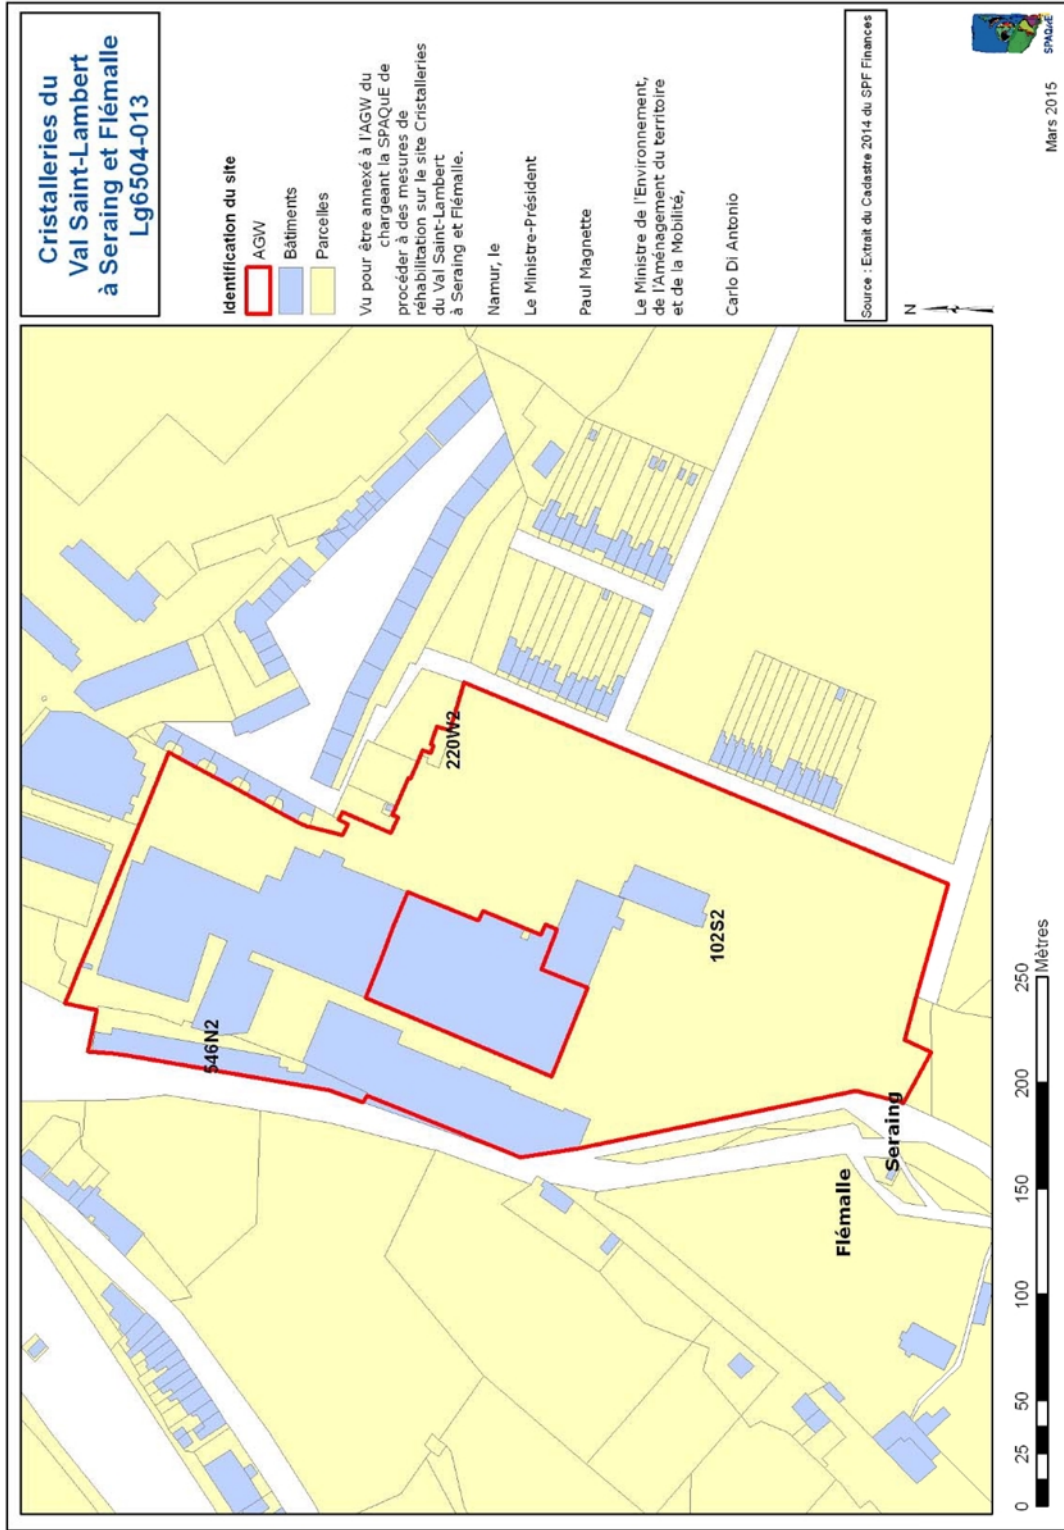 Cristalleries du
Val Saint-Lambert
à Seraing et Flémalle
Lg6504-013
Identification du site
AGW
Bâtiments
Parcelles
Vu pour être annexé à l'AGW du
chargeant la SPAQuE de
procéder à des mesures de
réhabilitation sur le site Cristalleries
du Val Saint-Lambert
à Seraing et Flémalle.
Namur, le
Le Ministre-Président
Paul Magnette
Le Ministre de l'Environnement,
de l'Aménagement du territoire
et de la Mobilité,
Carlo Di Antonio
Source : Extrait du Cadastre 2014 du SPF Finances
N
SPAQuE
Mars 2015
546N2
220W2
102S2
Flémalle
Seraing
0 25 50 100 150 200 250
Mètres